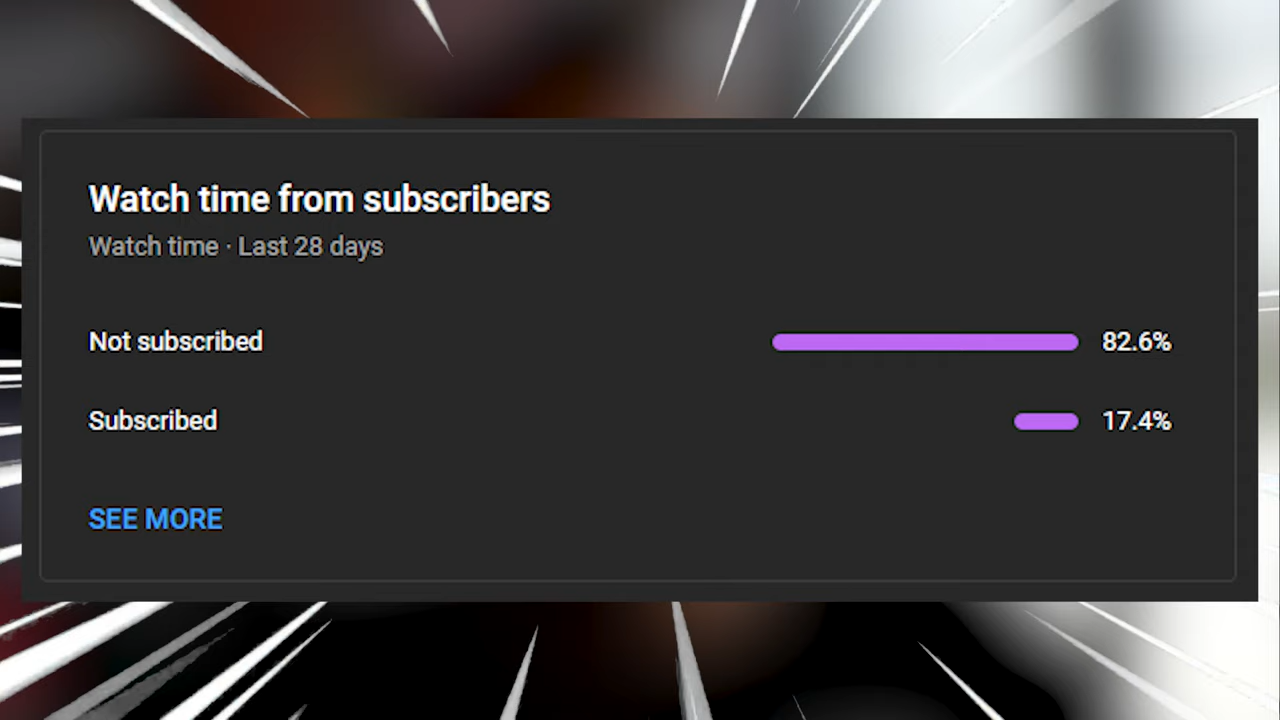 Watch time from subscribers
Watch time · Last 28 days
Not subscribed 82.6%
Subscribed 17.4%
SEE MORE